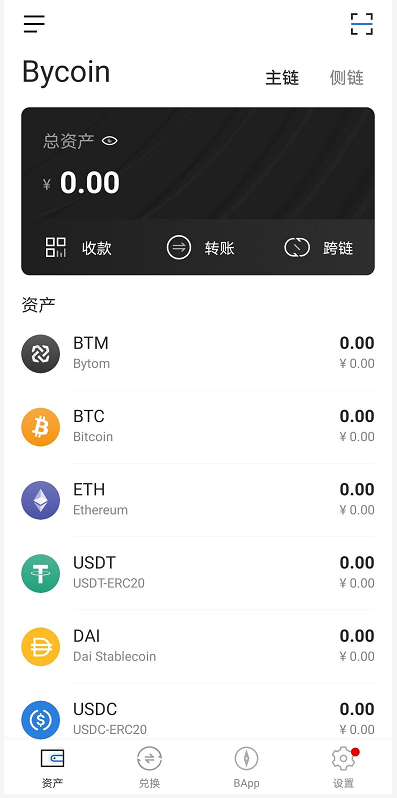 Bycoin
主链 侧链
总资产
¥ 0.00
收款 转账 跨链
资产
BTM 0.00
Bytom ¥ 0.00
BTC 0.00
Bitcoin ¥ 0.00
ETH 0.00
Ethereum ¥ 0.00
USDT 0.00
USDT-ERC20 ¥ 0.00
DAI 0.00
Dai Stablecoin ¥ 0.00
USDC 0.00
USDC-ERC20 ¥ 0.00
资产 兑换 BApp 设置